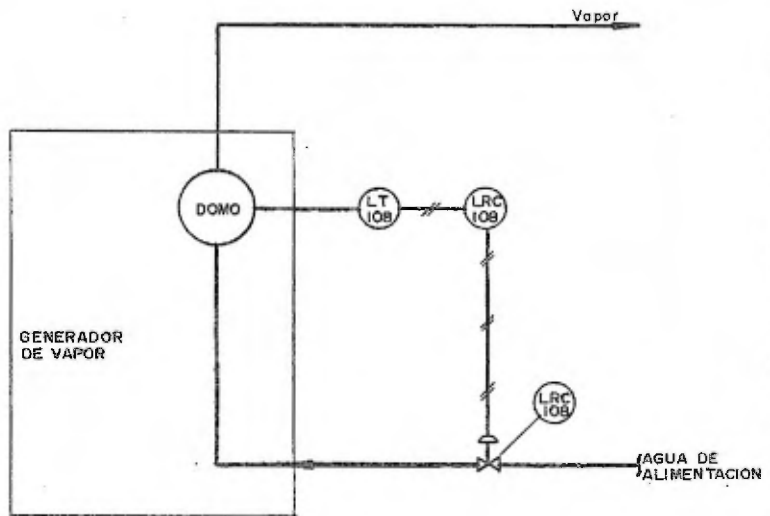 Vapor
DOMO
LT
108
LRC
108
GENERADOR
DE VAPOR
LRC
108
AGUA DE
ALIMENTACION